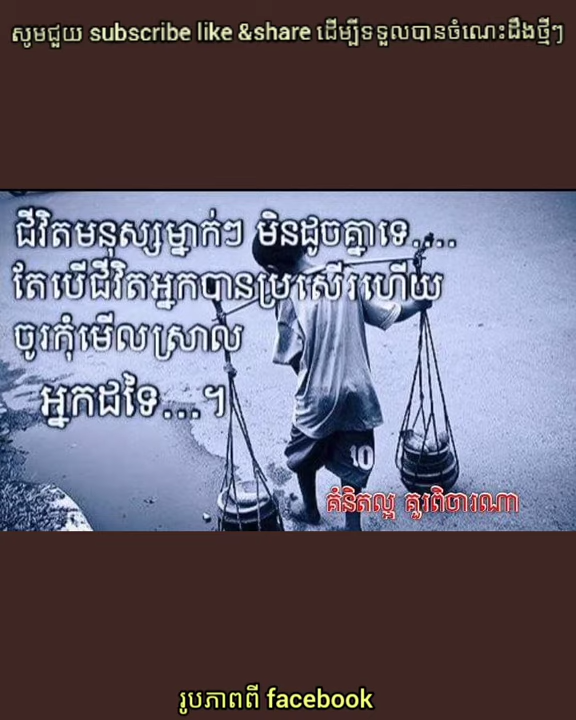 សូមជួយ subscribe like &share ដើម្បីទទួលបានចំណេះដឹងថ្មីៗ
ជីវិតមនុស្សម្នាក់ៗ មិនដូចគ្នាទេ....
តែបើជីវិតអ្នកបានប្រសើរហើយ
ចូរកុំមើលស្រាល
អ្នកដទៃ...។
10
គំនិតល្អ គួរពិចារណា
រូបភាពពី facebook